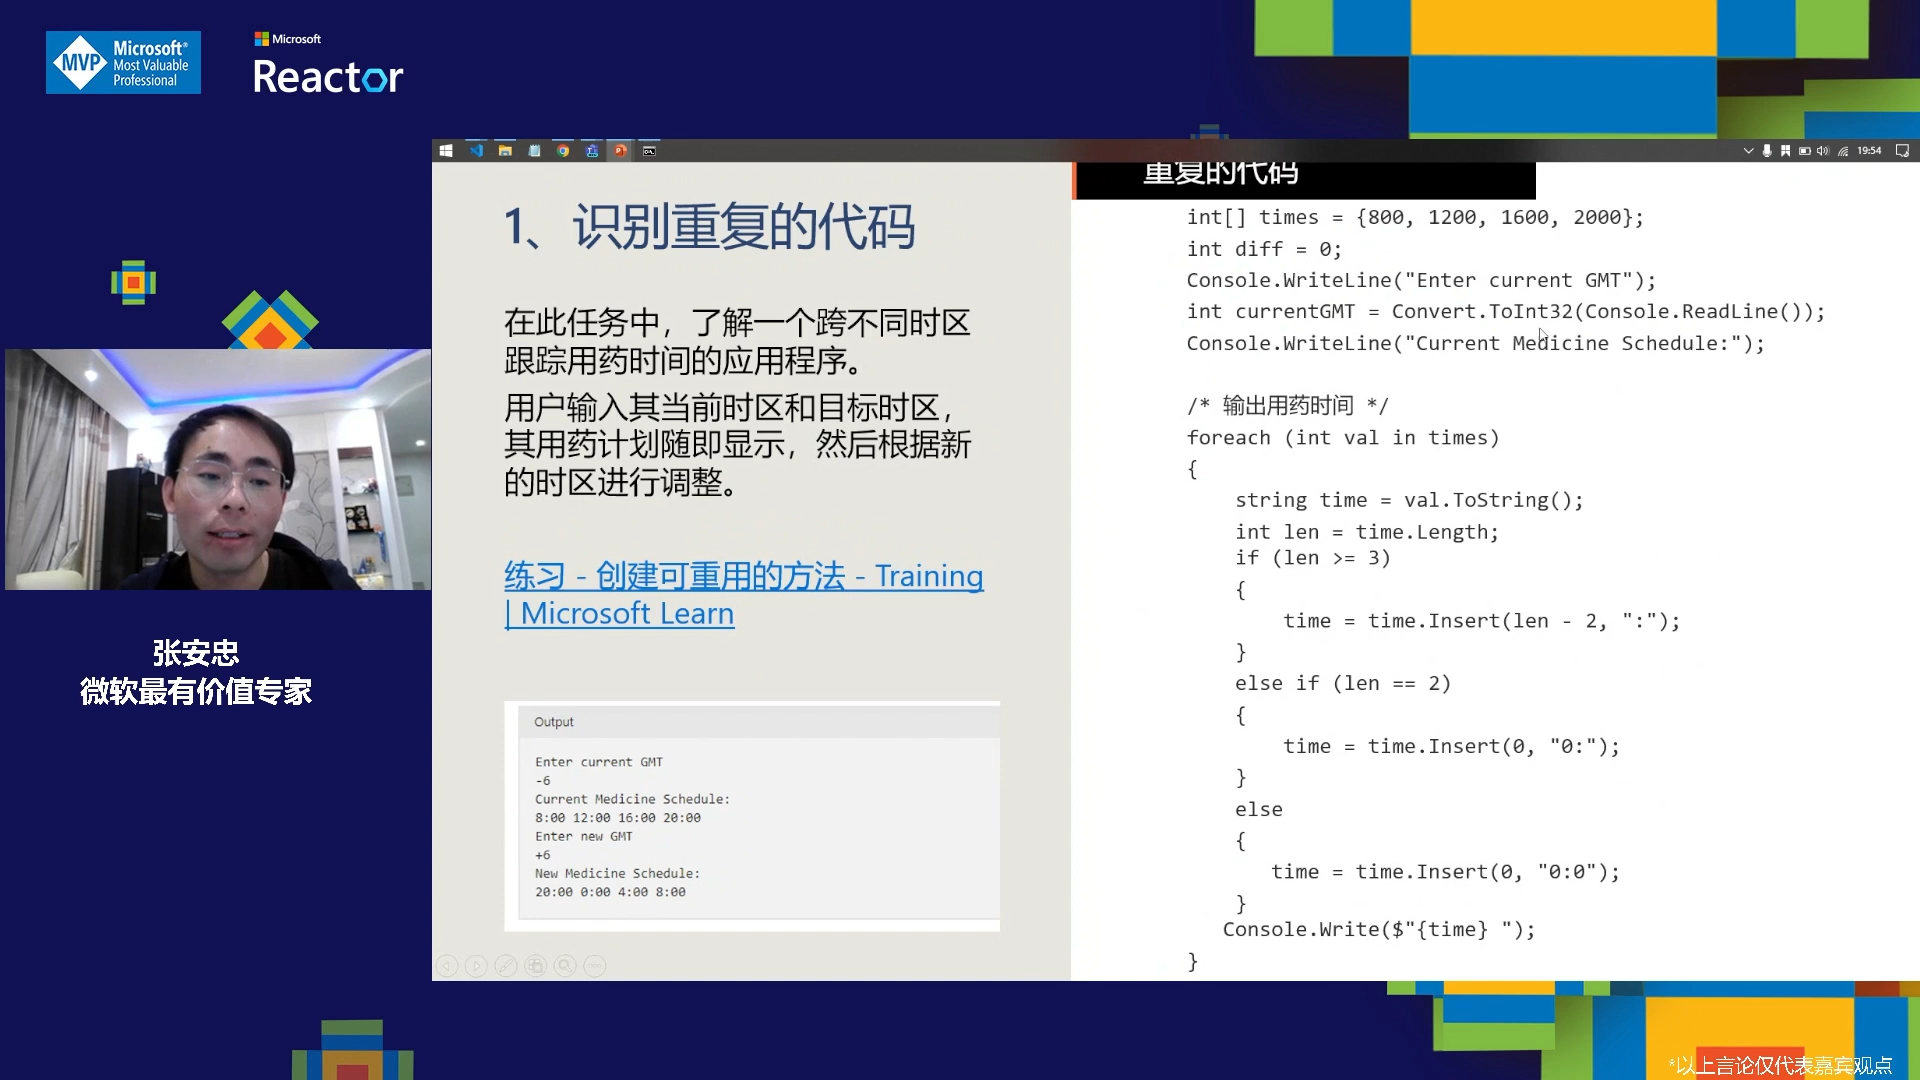 MVP
Microsoft®
Most Valuable
Professional
Microsoft
Reactor
19:54
1、识别重复的代码
在此任务中，了解一个跨不同时区
跟踪用药时间的应用程序。
用户输入其当前时区和目标时区，
其用药计划随即显示，然后根据新
的时区进行调整。
练习 - 创建可重用的方法 - Training
| Microsoft Learn
Output
Enter current GMT
-6
Current Medicine Schedule:
8:00 12:00 16:00 20:00
Enter new GMT
+6
New Medicine Schedule:
20:00 0:00 4:00 8:00
重复的代码
int[] times = {800, 1200, 1600, 2000};
int diff = 0;
Console.WriteLine("Enter current GMT");
int currentGMT = Convert.ToInt32(Console.ReadLine());
Console.WriteLine("Current Medicine Schedule:");
/* 输出用药时间 */
foreach (int val in times)
{
string time = val.ToString();
int len = time.Length;
if (len >= 3)
{
time = time.Insert(len - 2, ":");
}
else if (len == 2)
{
time = time.Insert(0, "0:");
}
else
{
time = time.Insert(0, "0:0");
}
Console.Write($"{time} ");
}
张安忠
微软最有价值专家
*以上言论仅代表嘉宾观点